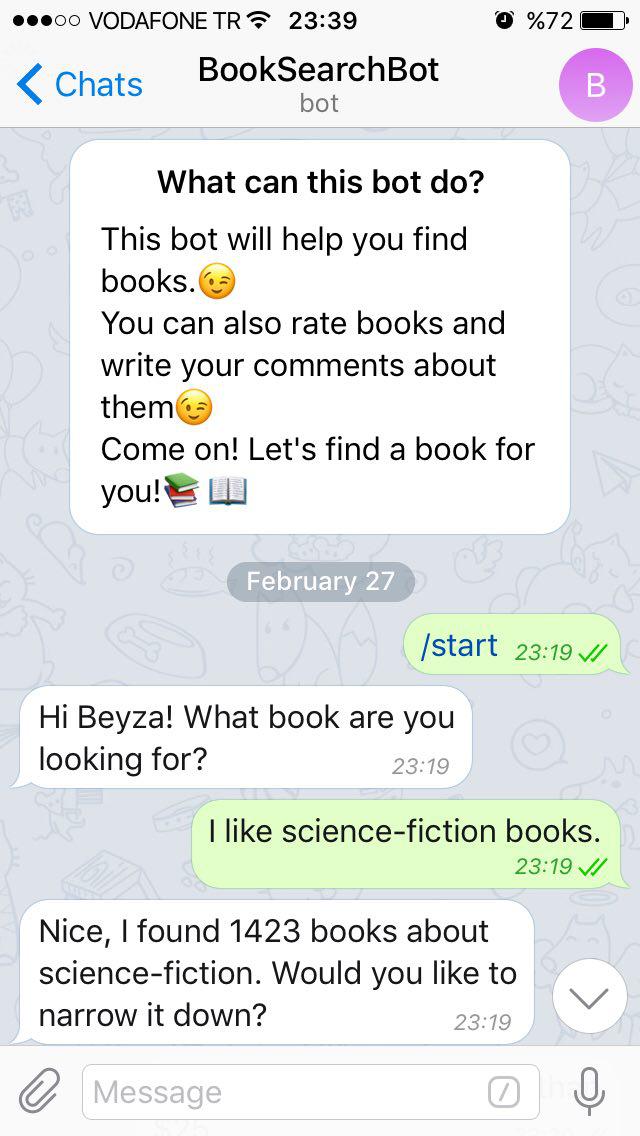 VODAFONE TR 23:39 %72
Chats
BookSearchBot
bot
B
What can this bot do?
This bot will help you find
books.😉
You can also rate books and
write your comments about
them😉
Come on! Let's find a book for
you!📚 📖
February 27
/start 23:19
Hi Beyza! What book are you
looking for? 23:19
I like science-fiction books.
23:19
Nice, I found 1423 books about
science-fiction. Would you like to
narrow it down? 23:19
Message